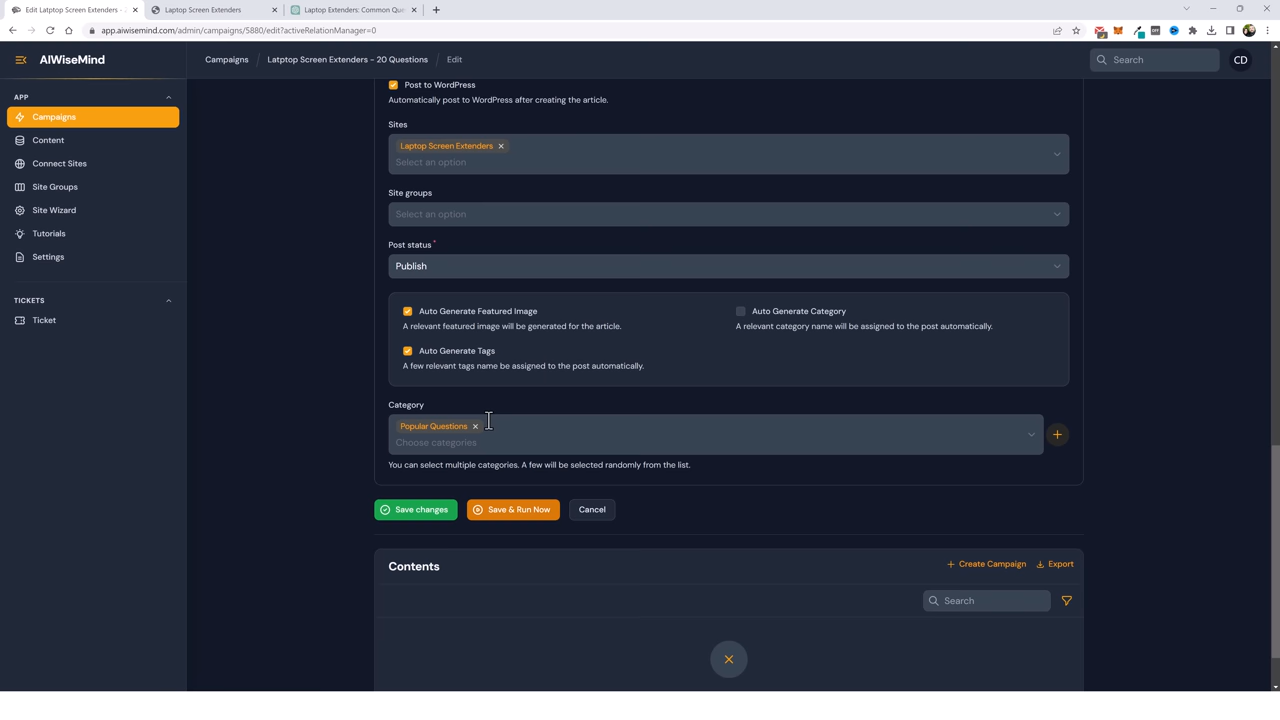 Edit Latptop Screen Extenders -
Laptop Screen Extenders
Laptop Extenders: Common Que
app.aiwisemind.com/admin/campaigns/5880/edit?activeRelationManager=0
AIWiseMind
Campaigns
Latptop Screen Extenders - 20 Questions
Edit
Search
CD
APP
Campaigns
Content
Connect Sites
Site Groups
Site Wizard
Tutorials
Settings
TICKETS
Ticket
Post to WordPress
Automatically post to WordPress after creating the article.
Sites
Laptop Screen Extenders
Select an option
Site groups
Select an option
Post status*
Publish
Auto Generate Featured Image
A relevant featured image will be generated for the article.
Auto Generate Category
A relevant category name will be assigned to the post automatically.
Auto Generate Tags
A few relevant tags name be assigned to the post automatically.
Category
Popular Questions
Choose categories
You can select multiple categories. A few will be selected randomly from the list.
Save changes
Save & Run Now
Cancel
Contents
Create Campaign
Export
Search